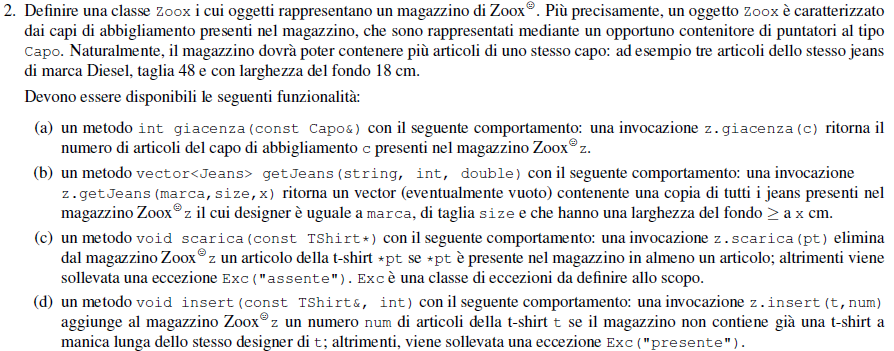 2. Definire una classe Zoox i cui oggetti rappresentano un magazzino di Zoox☺. Più precisamente, un oggetto Zoox è caratterizzato
dai capi di abbigliamento presenti nel magazzino, che sono rappresentati mediante un opportuno contenitore di puntatori al tipo
Capo. Naturalmente, il magazzino dovrà poter contenere più articoli di uno stesso capo: ad esempio tre articoli dello stesso jeans
di marca Diesel, taglia 48 e con larghezza del fondo 18 cm.
Devono essere disponibili le seguenti funzionalità:
(a) un metodo int giacenza(const Capo&) con il seguente comportamento: una invocazione z.giacenza(c) ritorna il
numero di articoli del capo di abbigliamento c presenti nel magazzino Zoox☺ z.
(b) un metodo vector<Jeans> getJeans(string, int, double) con il seguente comportamento: una invocazione
z.getJeans(marca,size,x) ritorna un vector (eventualmente vuoto) contenente una copia di tutti i jeans presenti nel
magazzino Zoox☺ z il cui designer è uguale a marca, di taglia size e che hanno una larghezza del fondo ≥ a x cm.
(c) un metodo void scarica(const TShirt*) con il seguente comportamento: una invocazione z.scarica(pt) elimina
dal magazzino Zoox☺ z un articolo della t-shirt *pt se *pt è presente nel magazzino in almeno un articolo; altrimenti viene
sollevata una eccezione Exc("assente"). Exc è una classe di eccezioni da definire allo scopo.
(d) un metodo void insert(const TShirt&, int) con il seguente comportamento: una invocazione z.insert(t,num)
aggiunge al magazzino Zoox☺ z un numero num di articoli della t-shirt t se il magazzino non contiene già una t-shirt a
manica lunga dello stesso designer di t; altrimenti, viene sollevata una eccezione Exc("presente").